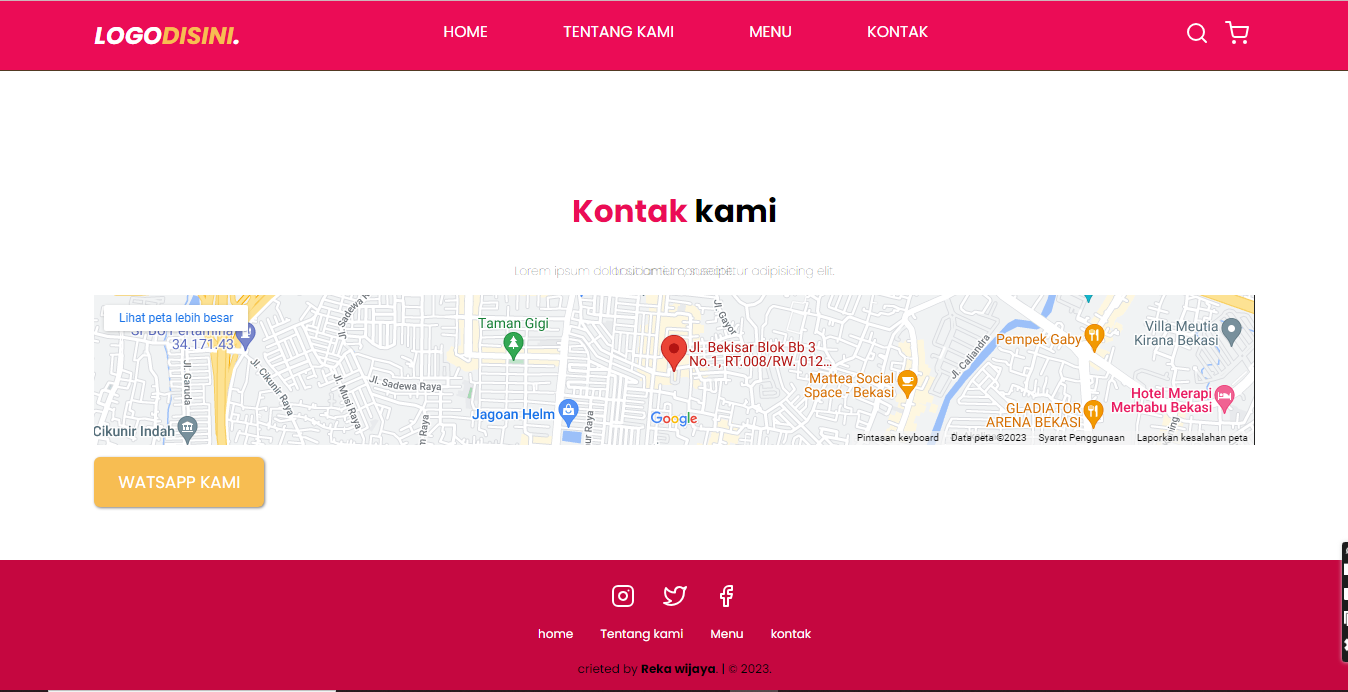 LOGODISINI.
HOME TENTANG KAMI MENU KONTAK
Kontak kami
Lorem ipsum dolor sit amet consectetur adipisicing elit.
Lihat peta lebih besar
34.171.43
Taman Gigi
Jl. Bekisar Blok Bb 3
No.1, RT.008/RW. 012...
Jl. Gayor
Jl. Caliandra
Pempek Gaby
Villa Meutia
Kirana Bekasi
Jl. Garuda
Jl. Cikunir Raya
Jl. Musi Raya
Jl. Sadewa Raya
Mattea Social
Space - Bekasi
Hotel Merapi
Merbabu Bekasi
Jagoan Helm
Google
GLADIATOR
ARENA BEKASI
Cikunir Indah
Pintasan keyboard Data peta ©2023 Syarat Penggunaan Laporkan kesalahan peta
WATSAPP KAMI
home Tentang kami Menu kontak
crieted by Reka wijaya. | © 2023.